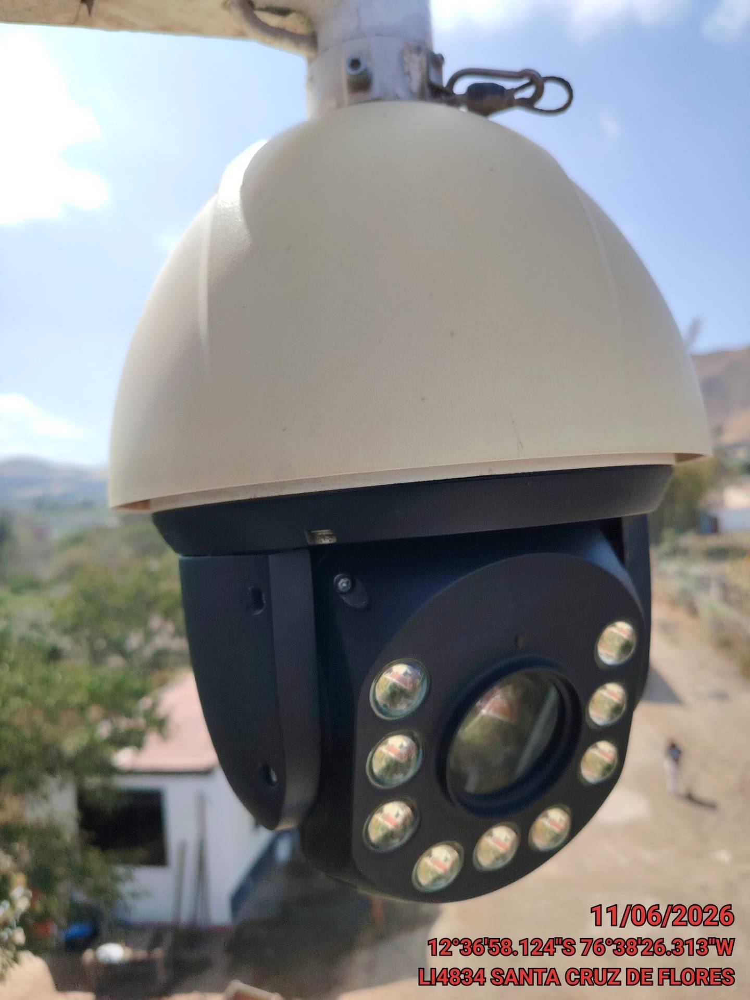 11/06/2026
12°36'58.124"S 76°38'26.313"W
LI4834 SANTA CRUZ DE FLORES